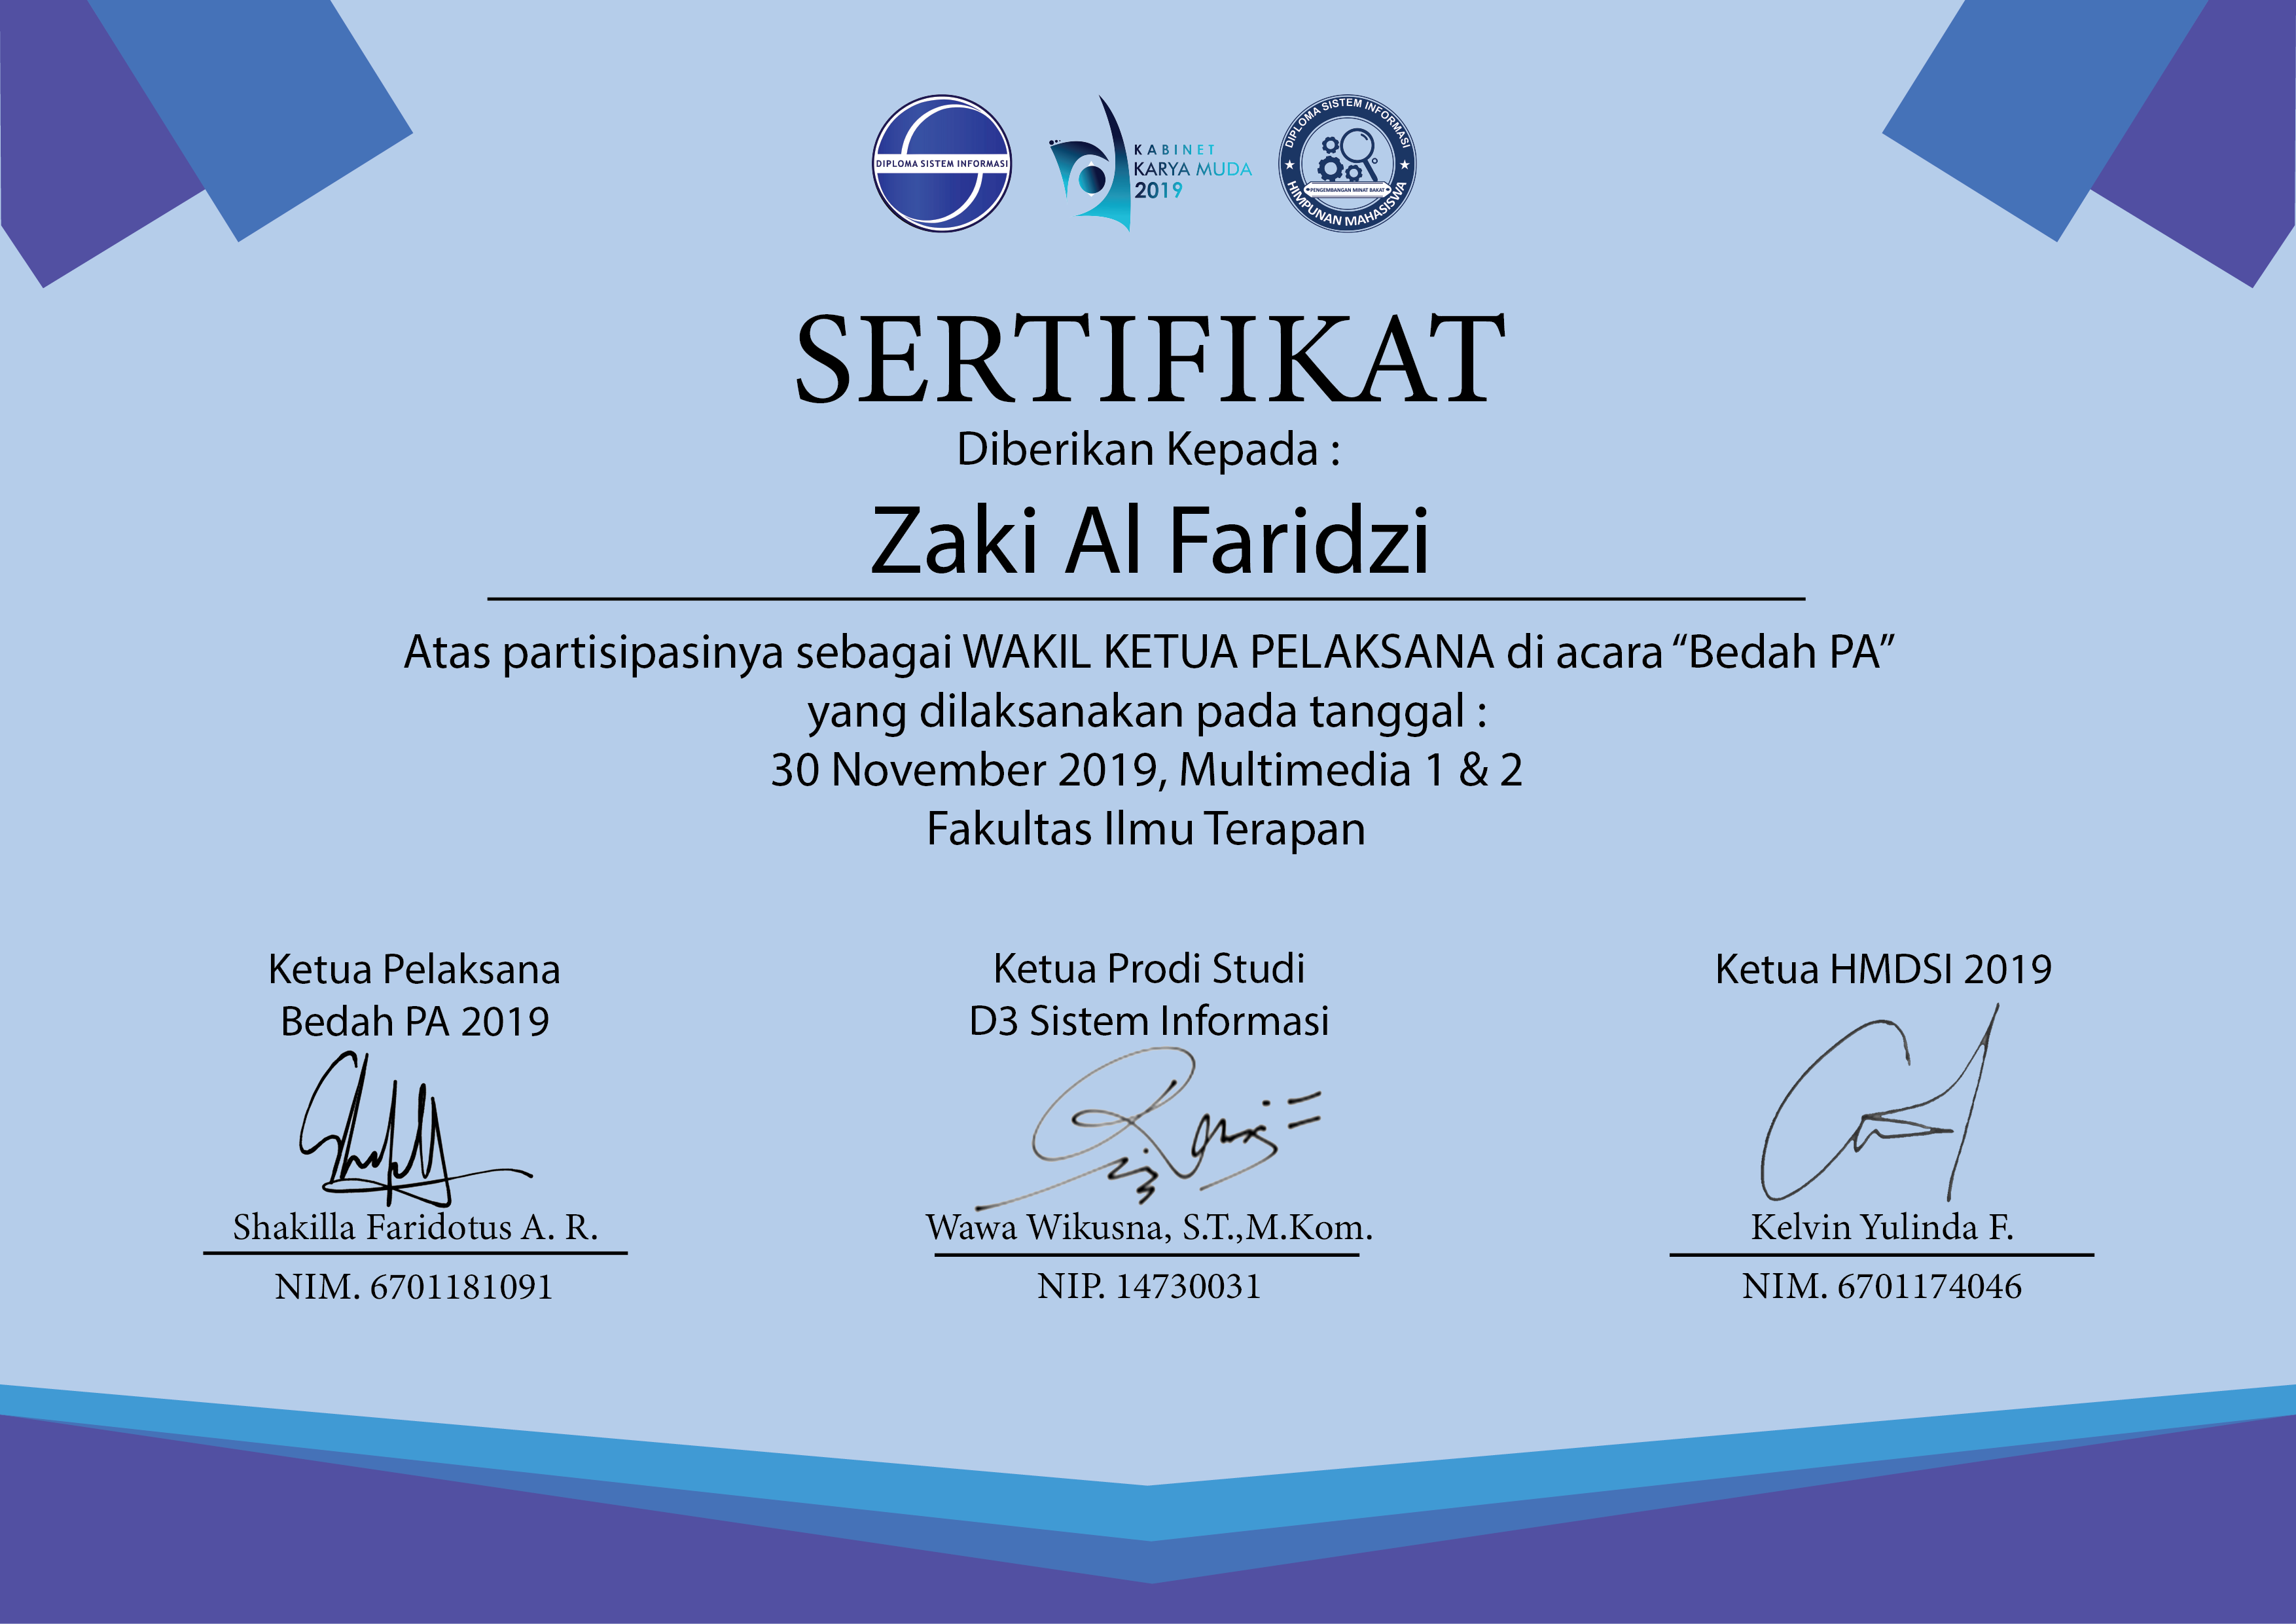 DIPLOMA SISTEM INFORMASI
KABINET
KARYA MUDA
2019
DIPLOMA SISTEM INFORMASI
PENGEMBANGAN MINAT BAKAT
HIMPUNAN MAHASISWA
SERTIFIKAT
Diberikan Kepada :
Zaki Al Faridzi
Atas partisipasinya sebagai WAKIL KETUA PELAKSANA di acara “Bedah PA”
yang dilaksanakan pada tanggal :
30 November 2019, Multimedia 1 & 2
Fakultas Ilmu Terapan
Ketua Pelaksana
Bedah PA 2019
Shakilla Faridotus A. R.
NIM. 6701181091
Ketua Prodi Studi
D3 Sistem Informasi
Wawa Wikusna, S.T.,M.Kom.
NIP. 14730031
Ketua HMDSI 2019
Kelvin Yulinda F.
NIM. 6701174046